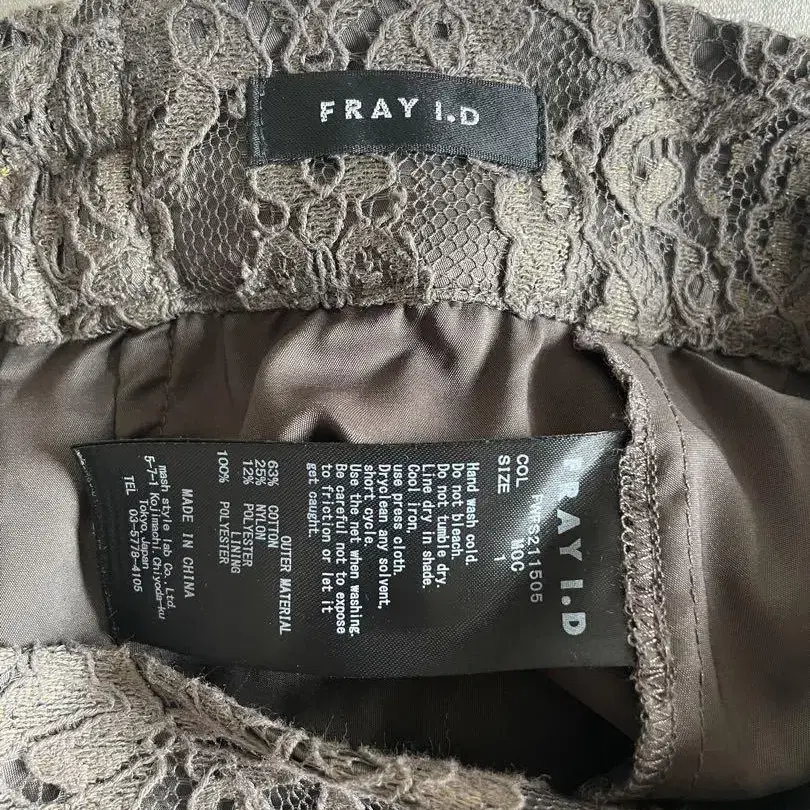 FRAY I.D
FRAY I.D
FWFS211505
COL MOC
SIZE 1
Hand wash cold.
Do not bleach.
Do not tumble dry.
Line dry in shade.
Cool iron,
use press cloth.
Dryclean any solvent,
short cycle.
Use the net when washing.
Be careful not to expose
to friction or let it
get caught.
OUTER MATERIAL
63% COTTON
25% NYLON
12% POLYESTER
LINING
100% POLYESTER
MADE IN CHINA
mash style lab Co. Ltd.
5-7-1 Kojimachi, Chiyoda-ku
Tokyo, Japan
TEL 03-5778-4105